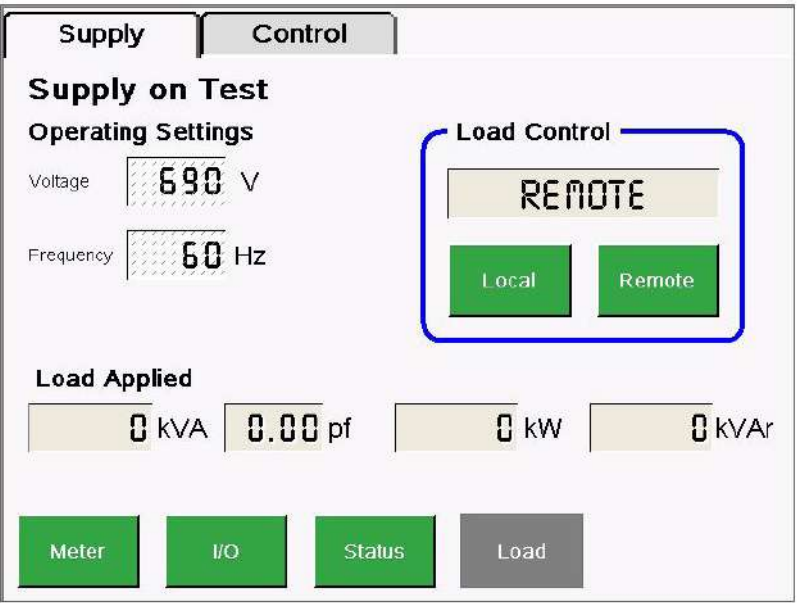 Supply Control
Supply on Test
Operating Settings
Voltage 690 V
Frequency 60 Hz
Load Control
REMOTE
Local Remote
Load Applied
0 kVA 0.00 pf 0 kW 0 kVAr
Meter I/O Status Load